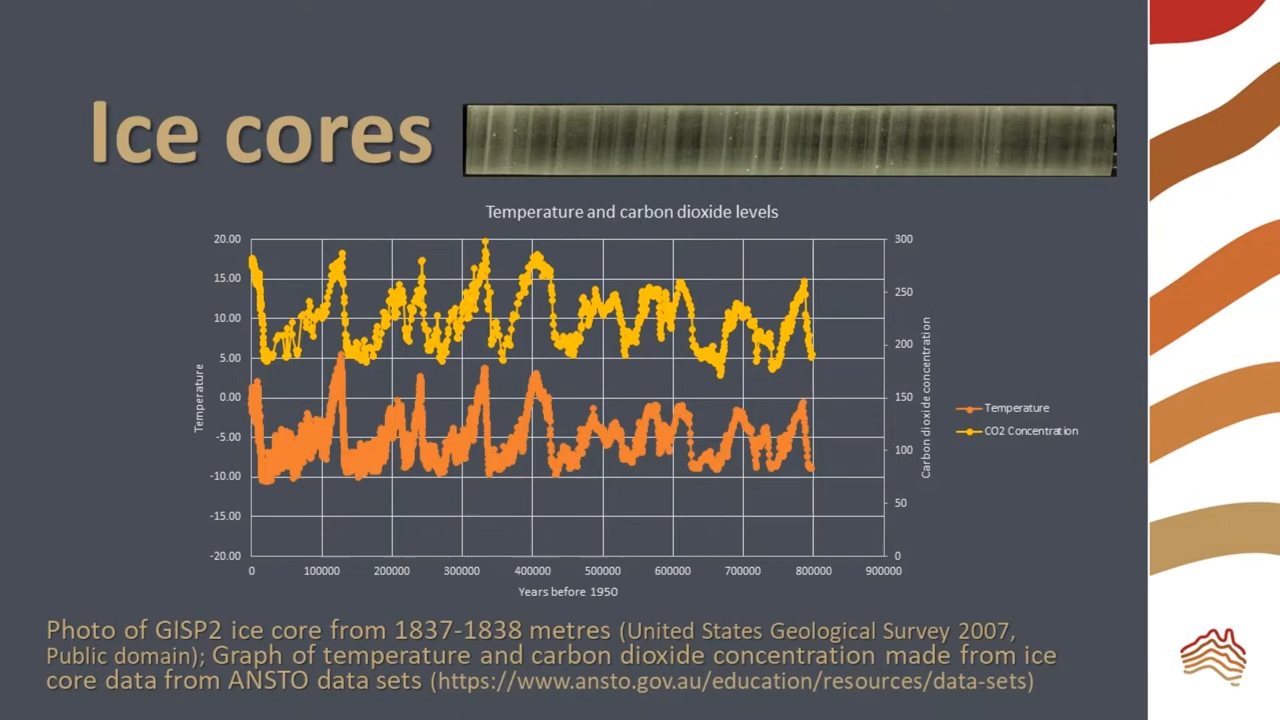 Ice cores
Temperature and carbon dioxide levels
20.00
15.00
10.00
5.00
0.00
-5.00
-10.00
-15.00
-20.00
Temperature
300
250
200
150
100
50
0
Carbon dioxide concentration
0 100000 200000 300000 400000 500000 600000 700000 800000 900000
Years before 1950
Temperature
CO2 Concentration
Photo of GISP2 ice core from 1837-1838 metres (United States Geological Survey 2007,
Public domain); Graph of temperature and carbon dioxide concentration made from ice
core data from ANSTO data sets (https://www.ansto.gov.au/education/resources/data-sets)